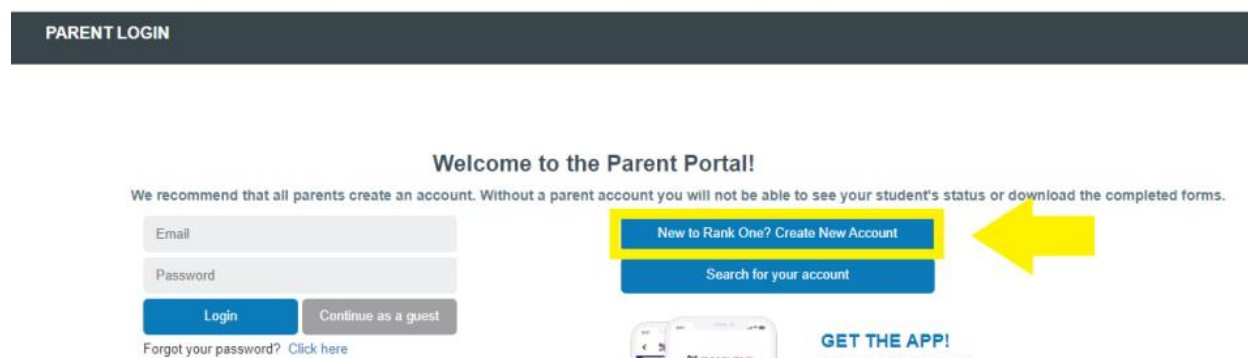 PARENT LOGIN
Welcome to the Parent Portal!
We recommend that all parents create an account. Without a parent account you will not be able to see your student's status or download the completed forms.
Email
Password
Login
Continue as a guest
Forgot your password? Click here
New to Rank One? Create New Account
Search for your account
GET THE APP!